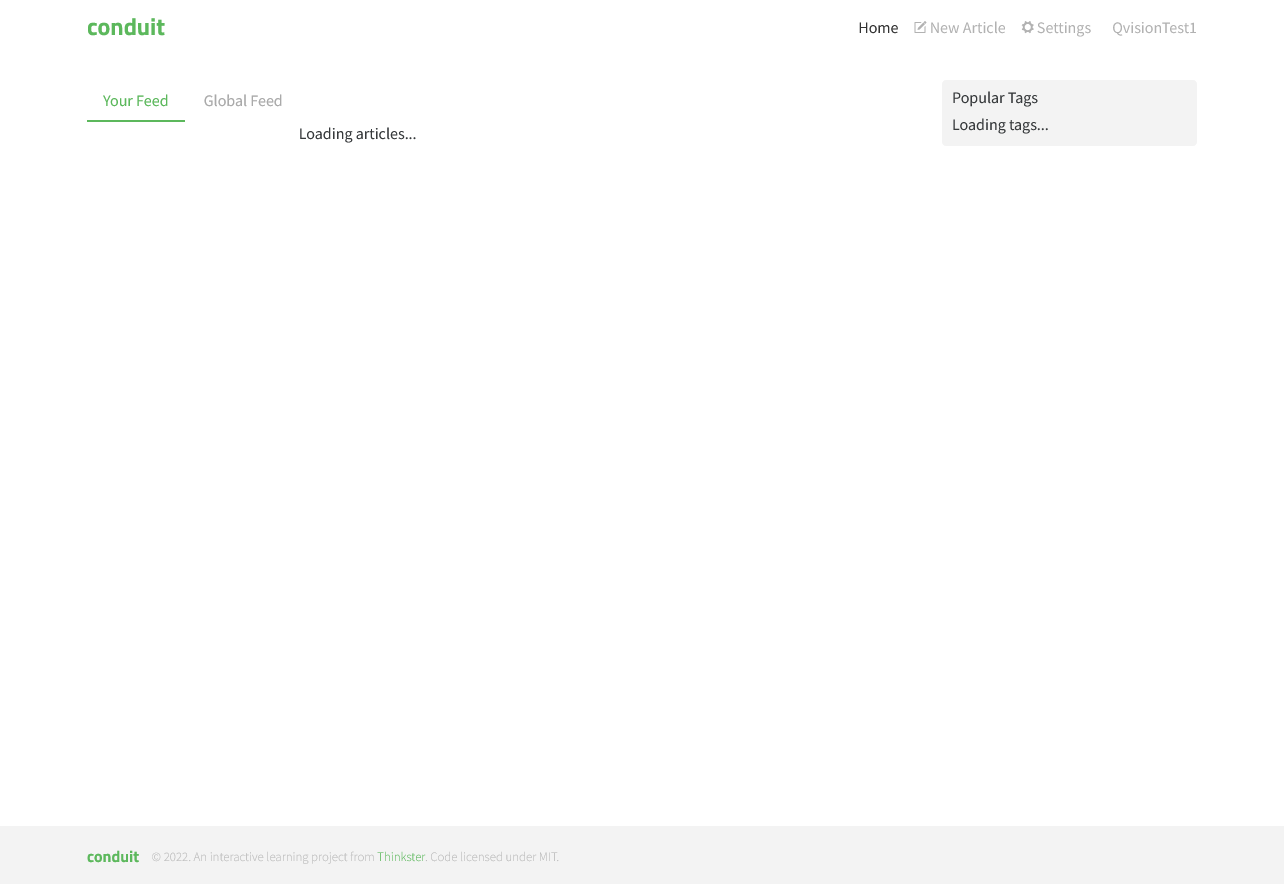 conduit
Home New Article Settings QvisionTest1
Your Feed Global Feed
Loading articles...
Popular Tags
Loading tags...
conduit © 2022. An interactive learning project from Thinkster. Code licensed under MIT.